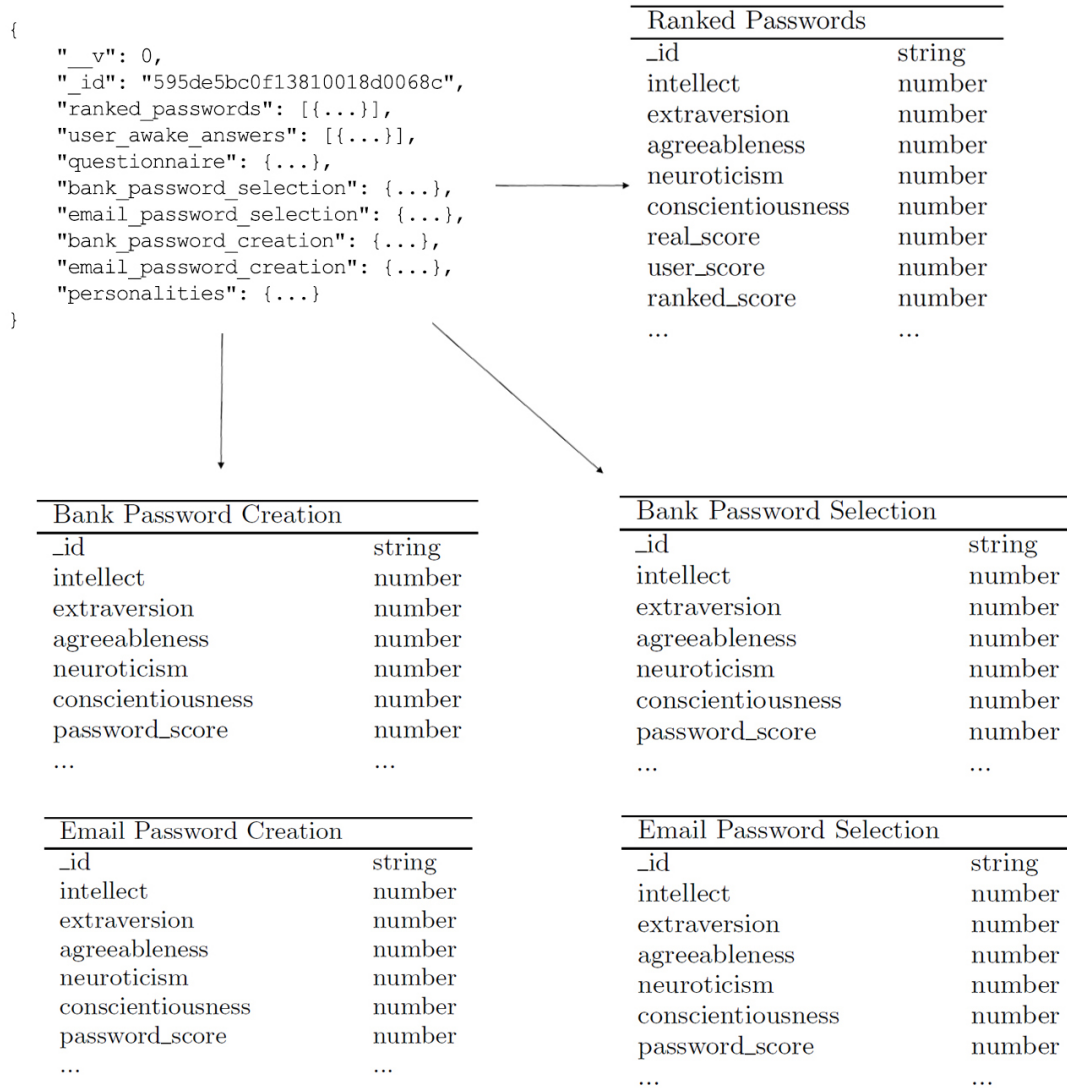 {
"__v": 0,
"_id": "595de5bc0f13810018d0068c",
"ranked_passwords": [{...}],
"user_awake_answers": [{...}],
"questionnaire": {...},
"bank_password_selection": {...},
"email_password_selection": {...},
"bank_password_creation": {...},
"email_password_creation": {...},
"personalities": {...}
}
Ranked Passwords
_id string
intellect number
extraversion number
agreeableness number
neuroticism number
conscientiousness number
real_score number
user_score number
ranked_score number
... ...
Bank Password Creation
_id string
intellect number
extraversion number
agreeableness number
neuroticism number
conscientiousness number
password_score number
... ...
Bank Password Selection
_id string
intellect number
extraversion number
agreeableness number
neuroticism number
conscientiousness number
password_score number
... ...
Email Password Creation
_id string
intellect number
extraversion number
agreeableness number
neuroticism number
conscientiousness number
password_score number
... ...
Email Password Selection
_id string
intellect number
extraversion number
agreeableness number
neuroticism number
conscientiousness number
password_score number
... ...